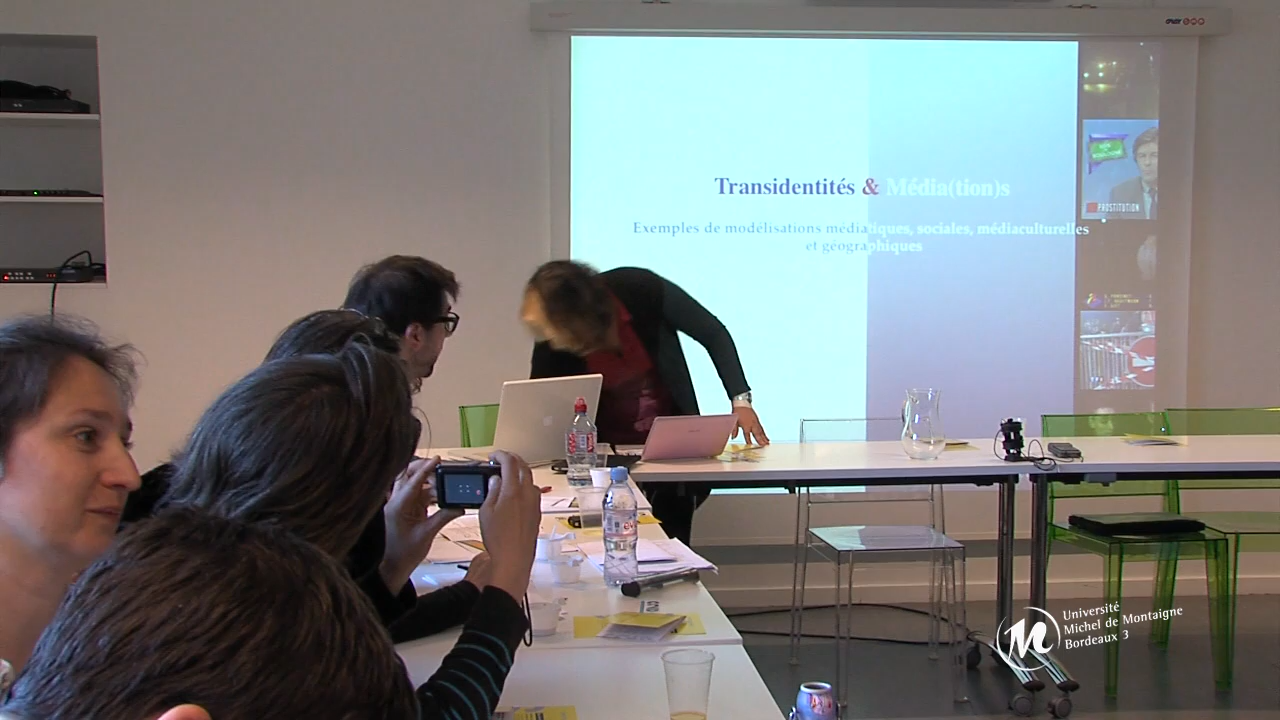 Transidentités & Média(tion)s
Exemples de modélisations médiatiques, sociales, médiaculturelles
et géographiques
PROSTITUTION
Université
Michel de Montaigne
Bordeaux 3